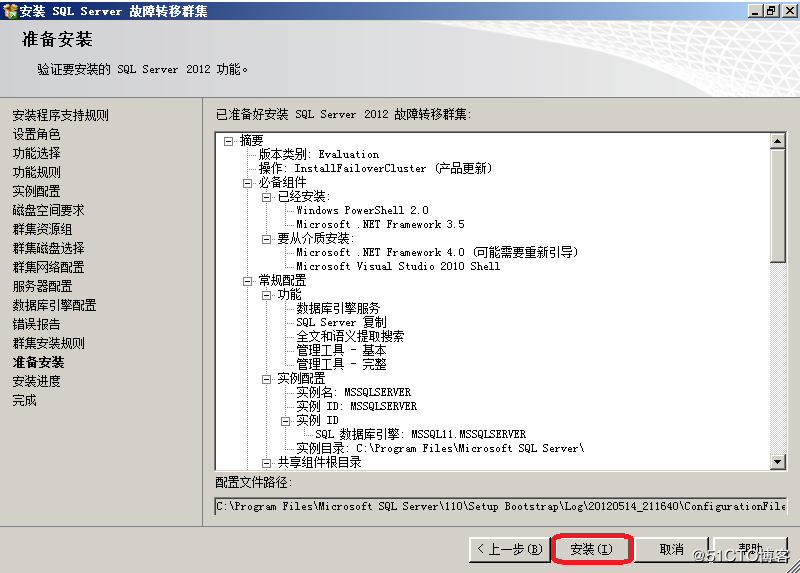 安装 SQL Server 故障转移群集
准备安装
验证要安装的 SQL Server 2012 功能。
安装程序支持规则
设置角色
功能选择
功能规则
实例配置
磁盘空间要求
群集资源组
群集磁盘选择
群集网络配置
服务器配置
数据库引擎配置
错误报告
群集安装规则
准备安装
安装进度
完成
已准备好安装 SQL Server 2012 故障转移群集:
摘要
版本类别: Evaluation
操作: InstallFailoverCluster (产品更新)
必备组件
已经安装:
Windows PowerShell 2.0
Microsoft .NET Framework 3.5
要从介质安装:
Microsoft .NET Framework 4.0 (可能需要重新引导)
Microsoft Visual Studio 2010 Shell
常规配置
功能
数据库引擎服务
SQL Server 复制
全文和语义提取搜索
管理工具 - 基本
管理工具 - 完整
实例配置
实例名: MSSQLSERVER
实例 ID: MSSQLSERVER
实例 ID
SQL 数据库引擎: MSSQL11.MSSQLSERVER
实例目录: C:\Program Files\Microsoft SQL Server\
共享组件根目录
配置文件路径:
C:\Program Files\Microsoft SQL Server\110\Setup Bootstrap\Log\20120514_211640\ConfigurationFile
< 上一步(B)
安装(I)
取消
帮助
@51CTO博客